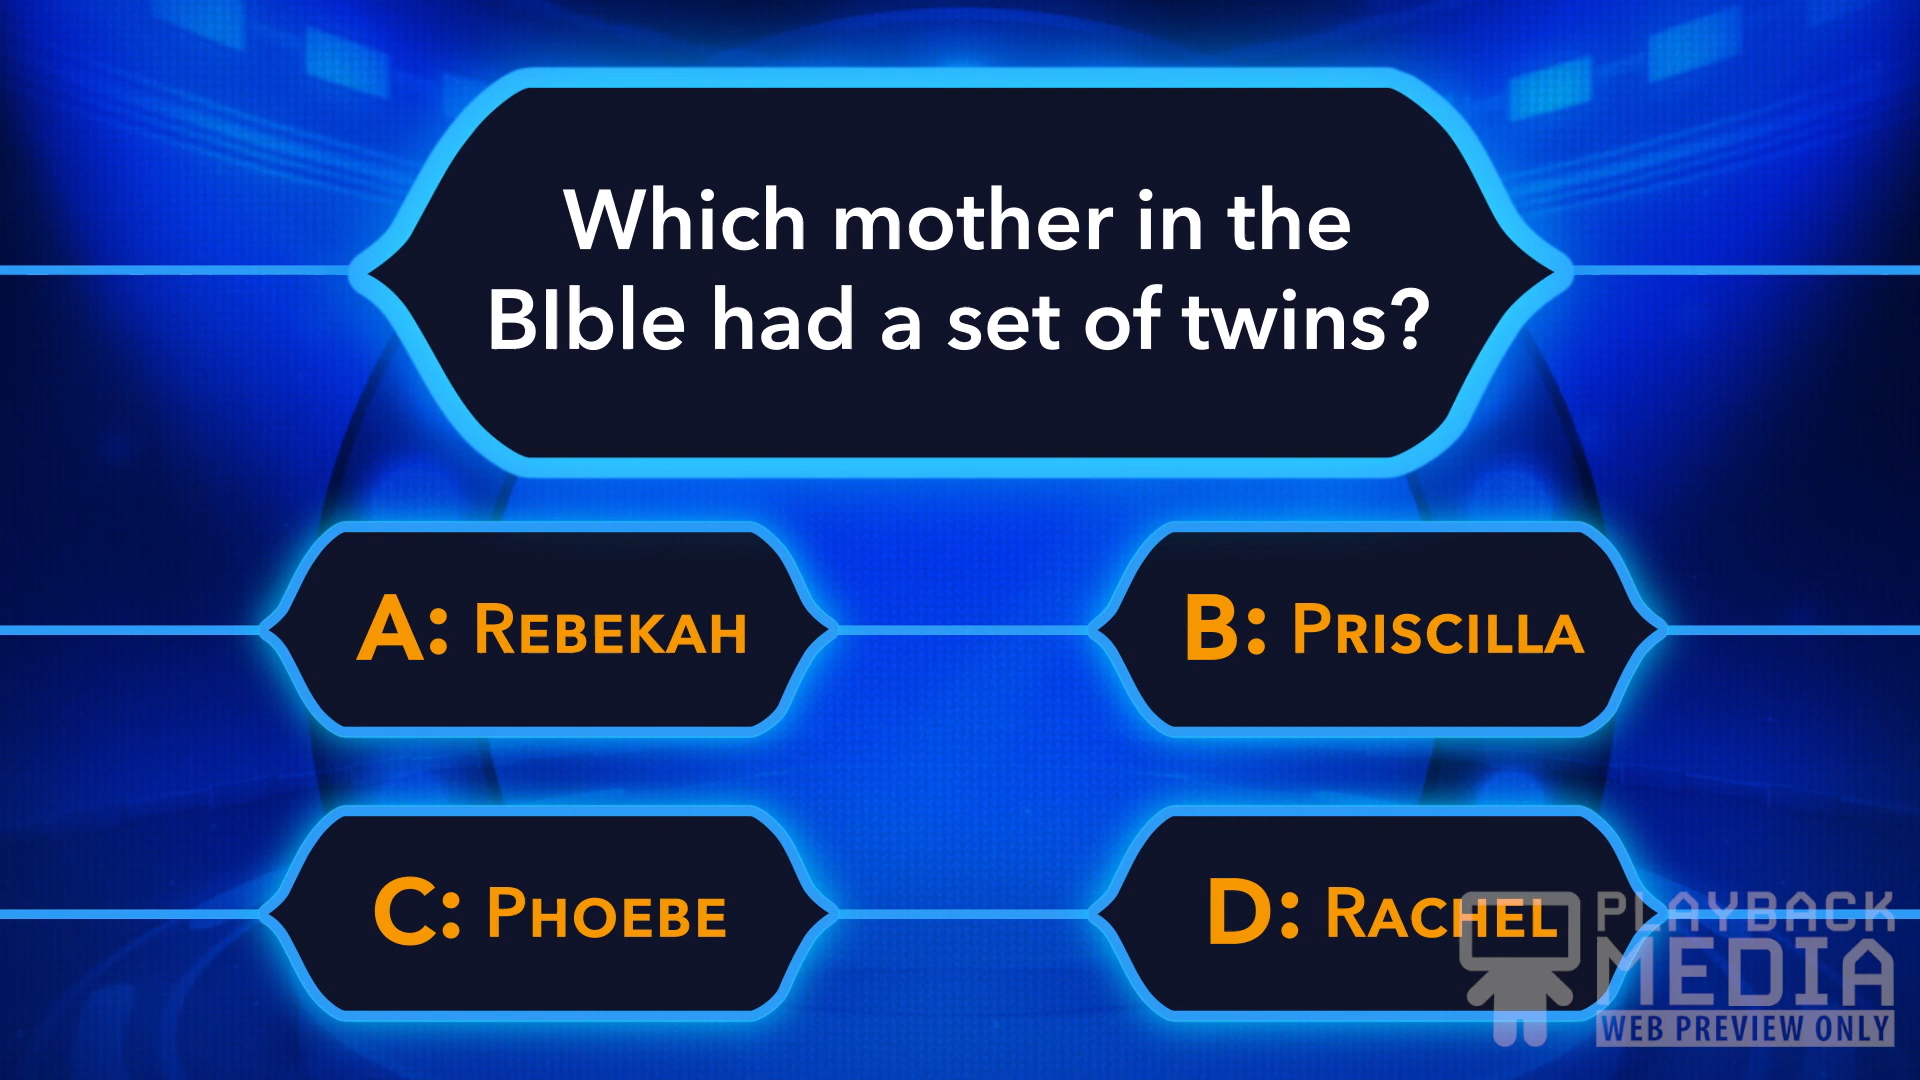 Which mother in the
BIble had a set of twins?
A: Rebekah
B: Priscilla
C: Phoebe
D: Rachel
PLAYBACK
MEDIA
WEB PREVIEW ONLY